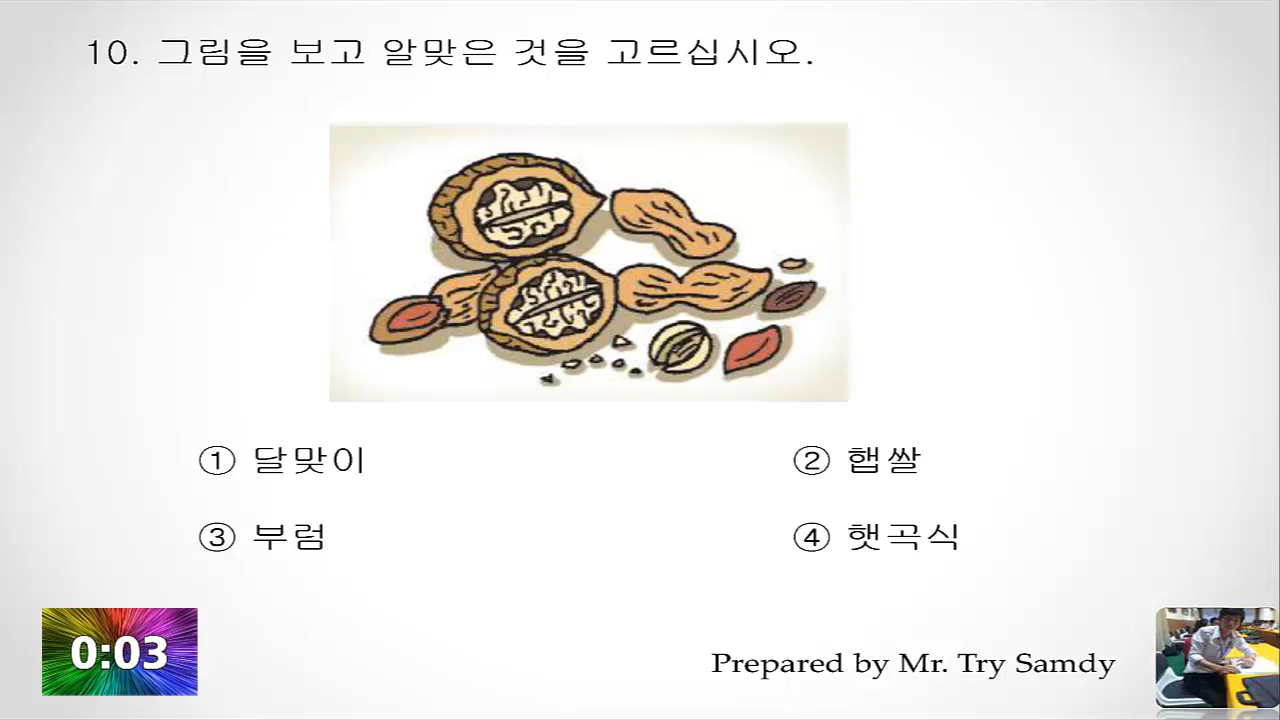 10. 그림을 보고 알맞은 것을 고르십시오.
① 달맞이
② 햅쌀
③ 부럼
④ 햇곡식
0:03
Prepared by Mr. Try Samdy